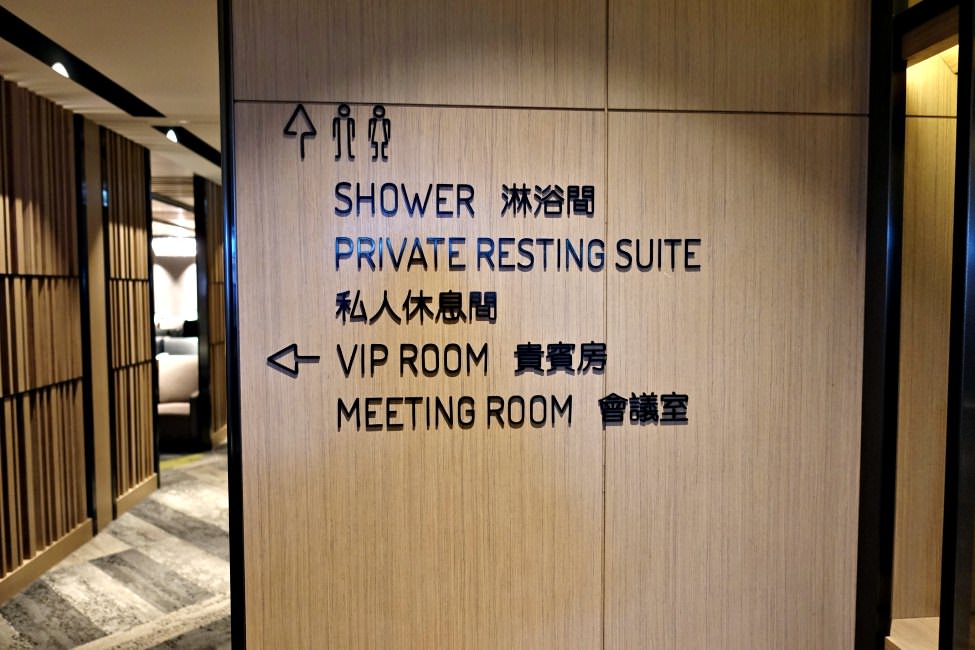 SHOWER 淋浴間
PRIVATE RESTING SUITE
私人休息間
VIP ROOM 貴賓房
MEETING ROOM 會議室